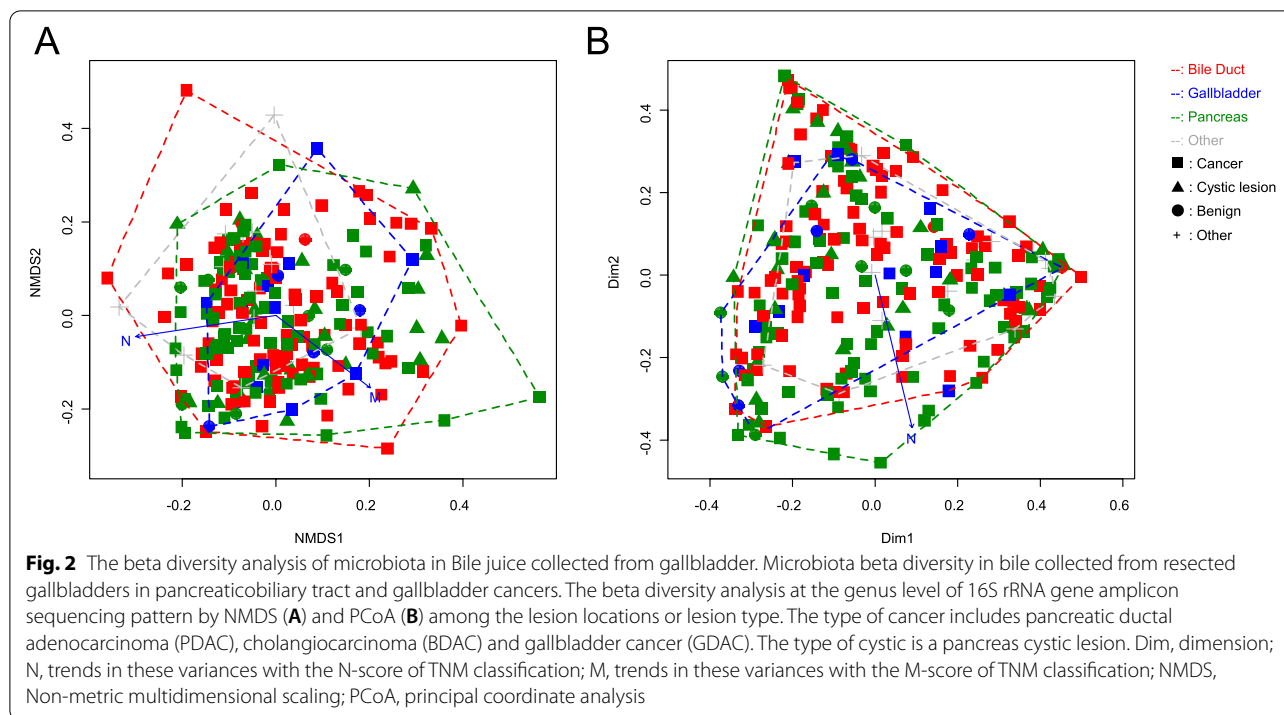 A
B
0.4
0.2
0.0
-0.2
NMDS2
-0.2
0.0
0.2
0.4
NMDS1
N
M
0.4
0.2
0.0
-0.2
-0.4
Dim2
-0.4
-0.2
0.0
0.2
0.4
0.6
Dim1
N
--: Bile Duct
--: Gallbladder
--: Pancreas
--: Other
■ : Cancer
▲ : Cystic lesion
● : Benign
+ : Other
Fig. 2 The beta diversity analysis of microbiota in Bile juice collected from gallbladder. Microbiota beta diversity in bile collected from resected
gallbladders in pancreaticobiliary tract and gallbladder cancers. The beta diversity analysis at the genus level of 16S rRNA gene amplicon
sequencing pattern by NMDS (A) and PCoA (B) among the lesion locations or lesion type. The type of cancer includes pancreatic ductal
adenocarcinoma (PDAC), cholangiocarcinoma (BDAC) and gallbladder cancer (GDAC). The type of cystic is a pancreas cystic lesion. Dim, dimension;
N, trends in these variances with the N-score of TNM classification; M, trends in these variances with the M-score of TNM classification; NMDS,
Non-metric multidimensional scaling; PCoA, principal coordinate analysis